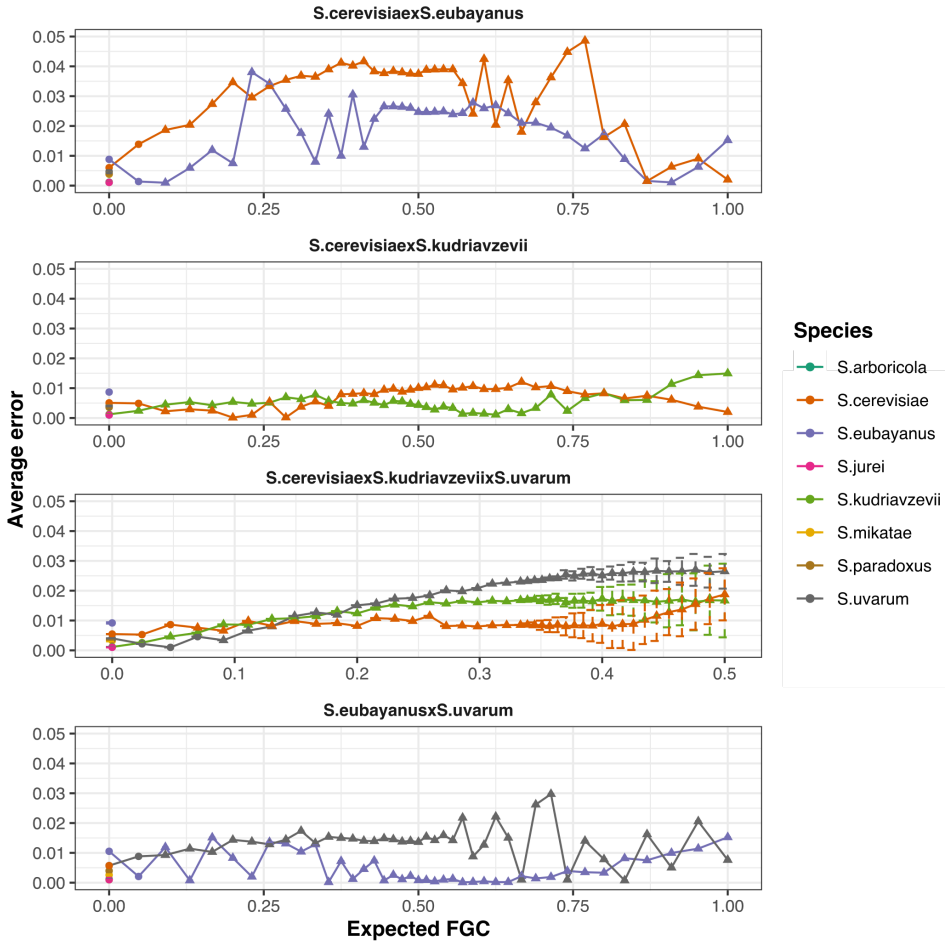 S.cerevisiaexS.eubayanus
0.05
0.04
0.03
0.02
0.01
0.00
0.00 0.25 0.50 0.75 1.00
S.cerevisiaexS.kudriavzevii
0.05
0.04
0.03
0.02
0.01
0.00
0.00 0.25 0.50 0.75 1.00
Average error
S.cerevisiaexS.kudriavzeviixS.uvarum
0.05
0.04
0.03
0.02
0.01
0.00
0.0 0.1 0.2 0.3 0.4 0.5
S.eubayanusxS.uvarum
0.05
0.04
0.03
0.02
0.01
0.00
0.00 0.25 0.50 0.75 1.00
Expected FGC
Species
S.arboricola
S.cerevisiae
S.eubayanus
S.jurei
S.kudriavzevii
S.mikatae
S.paradoxus
S.uvarum